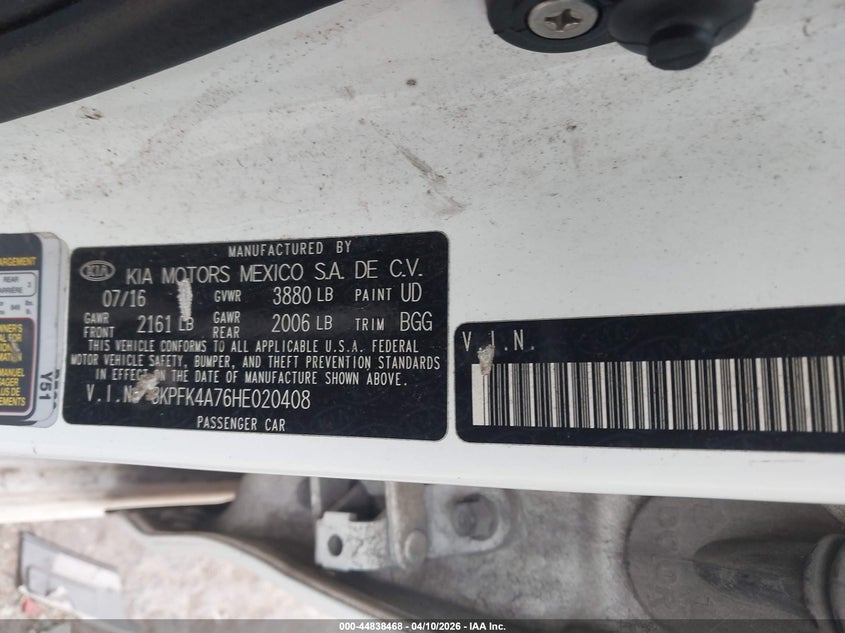 MANUFACTURED BY
KIA KIA MOTORS MEXICO S.A. DE C.V.
07/16 GVWR 3880 LB PAINT UD
GAWR FRONT 2161 LB GAWR REAR 2006 LB TRIM BGG
THIS VEHICLE CONFORMS TO ALL APPLICABLE U.S.A. FEDERAL
MOTOR VEHICLE SAFETY, BUMPER, AND THEFT PREVENTION STANDARDS
IN EFFECT ON THE DATE OF MANUFACTURE SHOWN ABOVE.
V.I.N. 3KPFK4A76HE020408
PASSENGER CAR
V.I.N.
REAR
Y51
000-44838468 - 04/10/2026 - IAA Inc.